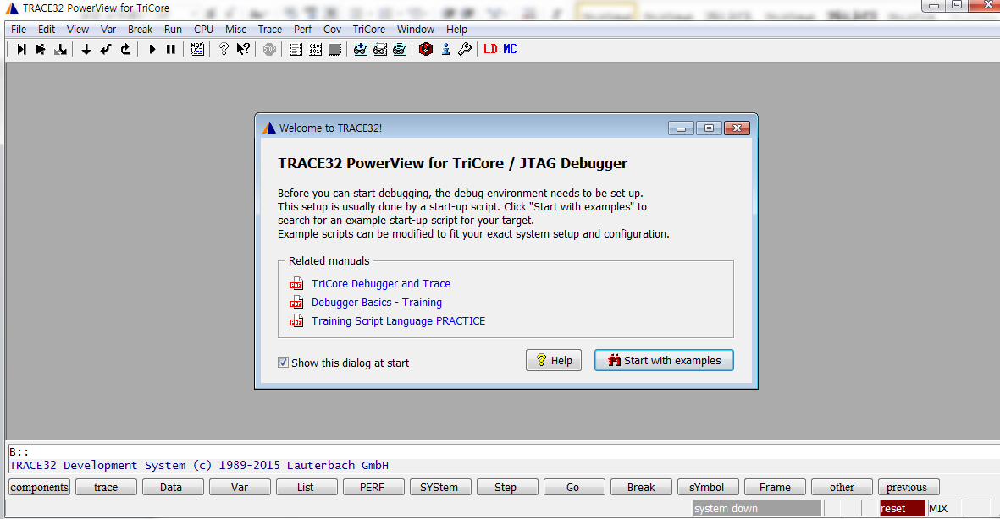 TRACE32 PowerView for TriCore
File Edit View Var Break Run CPU Misc Trace Perf Cov TriCore Window Help
STOP LD MC
Welcome to TRACE32!
TRACE32 PowerView for TriCore / JTAG Debugger
Before you can start debugging, the debug environment needs to be set up.
This setup is usually done by a start-up script. Click "Start with examples" to
search for an example start-up script for your target.
Example scripts can be modified to fit your exact system setup and configuration.
Related manuals
PDF TriCore Debugger and Trace
PDF Debugger Basics - Training
PDF Training Script Language PRACTICE
Show this dialog at start
? Help
Start with examples
B::
TRACE32 Development System (c) 1989-2015 Lauterbach GmbH
components trace Data Var List PERF SYStem Step Go Break sYmbol Frame other previous
system down reset MIX